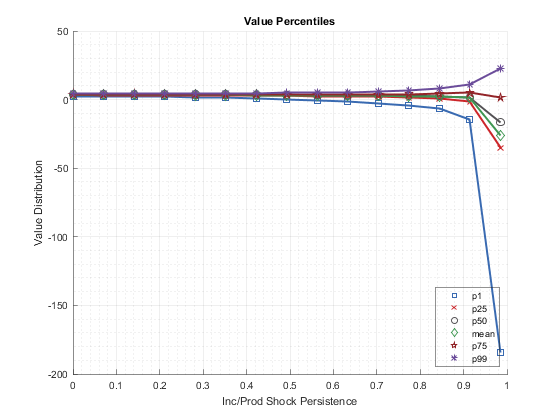 Value Percentiles
50
0
-50
-100
-150
-200
Value Distribution
0
0.1
0.2
0.3
0.4
0.5
0.6
0.7
0.8
0.9
1
Inc/Prod Shock Persistence
p1
p25
p50
mean
p75
p99